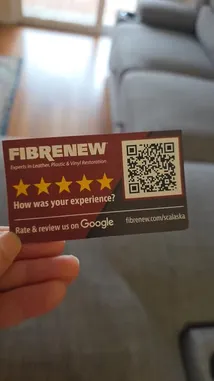 FIBRENEW
Experts in Leather, Plastic & Vinyl Restoration.
How was your experience?
Rate & review us on Google
fibrenew.com/scalaska